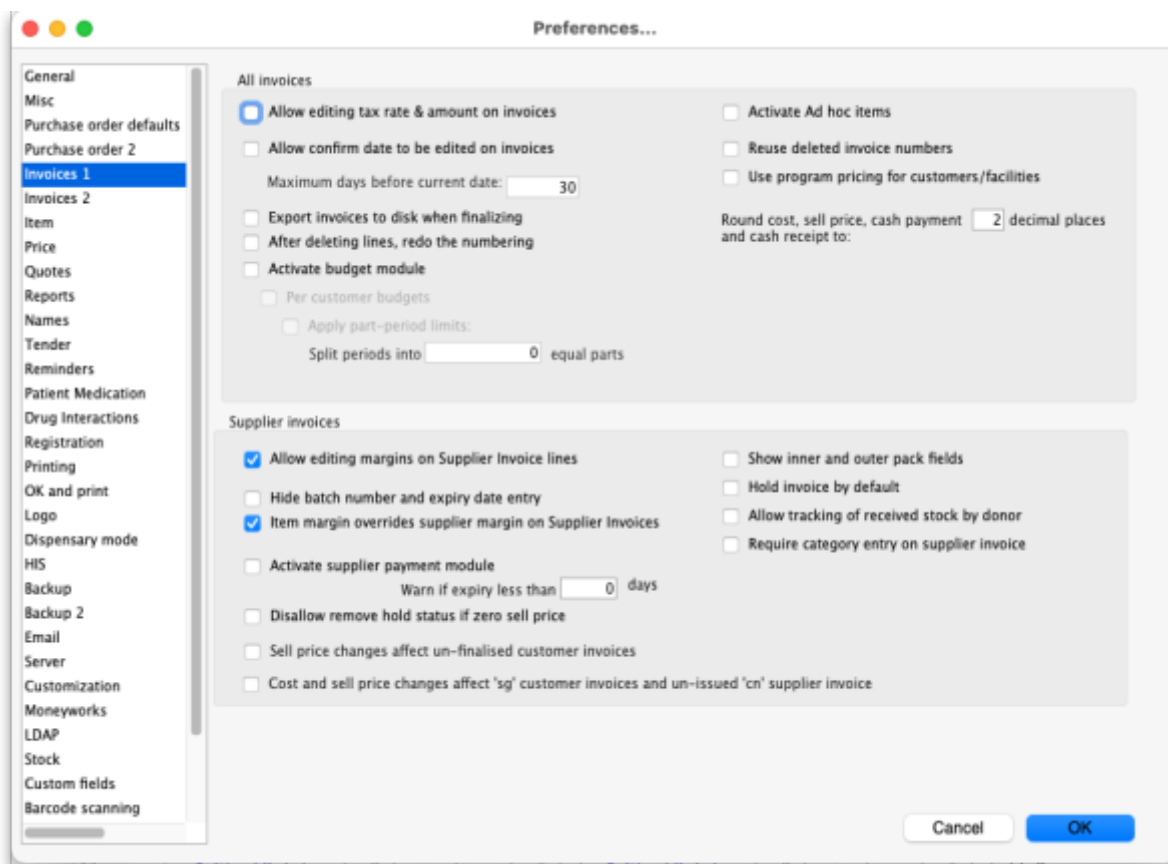 Preferences...
General
Misc
Purchase order defaults
Purchase order 2
Invoices 1
Invoices 2
Item
Price
Quotes
Reports
Names
Tender
Reminders
Patient Medication
Drug Interactions
Registration
Printing
OK and print
Logo
Dispensary mode
HIS
Backup
Backup 2
Email
Server
Customization
Moneyworks
LDAP
Stock
Custom fields
Barcode scanning
All invoices
Allow editing tax rate & amount on invoices
Allow confirm date to be edited on invoices
Maximum days before current date: 30
Export invoices to disk when finalizing
After deleting lines, redo the numbering
Activate budget module
Per customer budgets
Apply part-period limits:
Split periods into 0 equal parts
Activate Ad hoc items
Reuse deleted invoice numbers
Use program pricing for customers/facilities
Round cost, sell price, cash payment 2 decimal places
and cash receipt to:
Supplier invoices
Allow editing margins on Supplier Invoice lines
Hide batch number and expiry date entry
Item margin overrides supplier margin on Supplier Invoices
Activate supplier payment module
Warn if expiry less than 0 days
Disallow remove hold status if zero sell price
Sell price changes affect un-finalised customer invoices
Cost and sell price changes affect 'sg' customer invoices and un-issued 'cn' supplier invoice
Show inner and outer pack fields
Hold invoice by default
Allow tracking of received stock by donor
Require category entry on supplier invoice
Cancel
OK